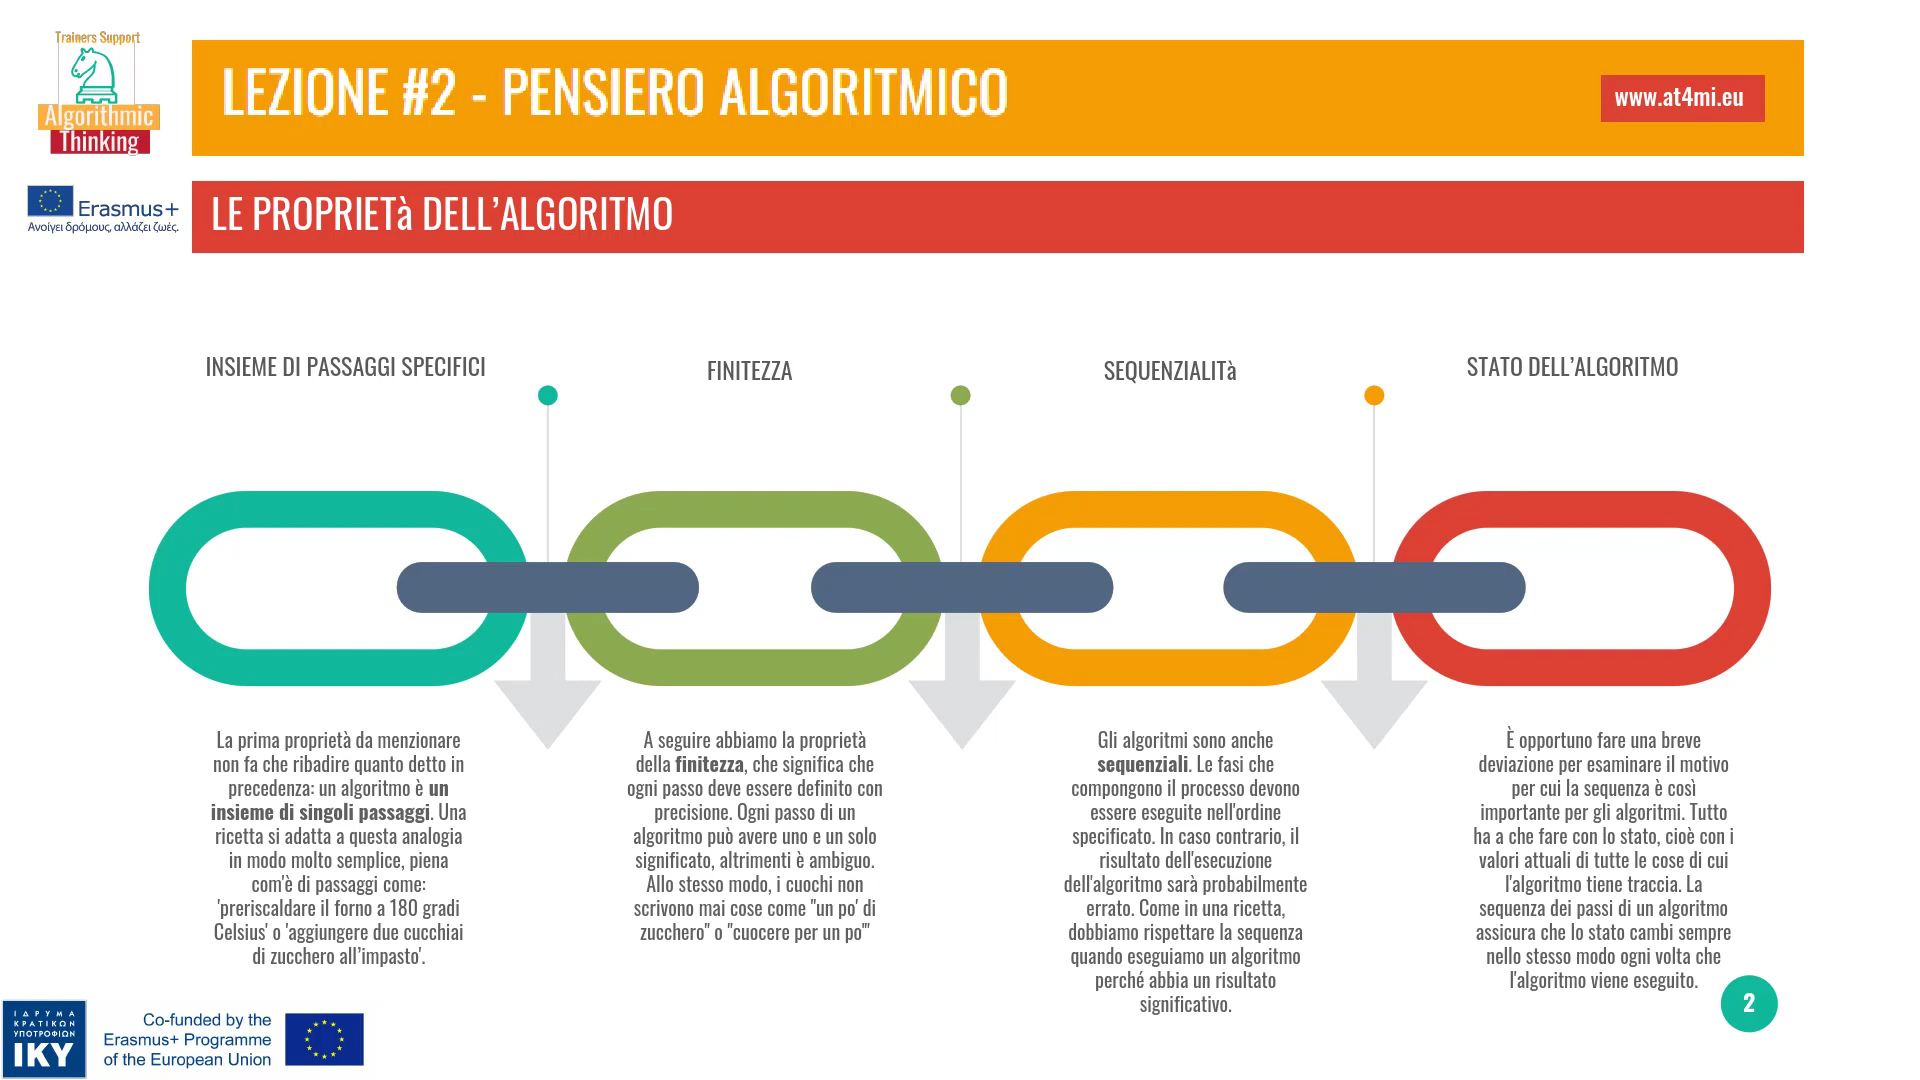 Trainers Support
Algorithmic
Thinking
LEZIONE #2 - PENSIERO ALGORITMICO
www.at4mi.eu
Erasmus+
Ανοίγει δρόμους, αλλάζει ζωές.
LE PROPRIETà DELL’ALGORITMO
INSIEME DI PASSAGGI SPECIFICI
FINITEZZA
SEQUENZIALITà
STATO DELL’ALGORITMO
La prima proprietà da menzionare
non fa che ribadire quanto detto in
precedenza: un algoritmo è un
insieme di singoli passaggi. Una
ricetta si adatta a questa analogia
in modo molto semplice, piena
com'è di passaggi come:
'preriscaldare il forno a 180 gradi
Celsius' o 'aggiungere due cucchiai
di zucchero all’impasto'.
A seguire abbiamo la proprietà
della finitezza, che significa che
ogni passo deve essere definito con
precisione. Ogni passo di un
algoritmo può avere uno e un solo
significato, altrimenti è ambiguo.
Allo stesso modo, i cuochi non
scrivono mai cose come "un po' di
zucchero" o "cuocere per un po'"
Gli algoritmi sono anche
sequenziali. Le fasi che
compongono il processo devono
essere eseguite nell'ordine
specificato. In caso contrario, il
risultato dell'esecuzione
dell'algoritmo sarà probabilmente
errato. Come in una ricetta,
dobbiamo rispettare la sequenza
quando eseguiamo un algoritmo
perché abbia un risultato
significativo.
È opportuno fare una breve
deviazione per esaminare il motivo
per cui la sequenza è così
importante per gli algoritmi. Tutto
ha a che fare con lo stato, cioè con i
valori attuali di tutte le cose di cui
l'algoritmo tiene traccia. La
sequenza dei passi di un algoritmo
assicura che lo stato cambi sempre
nello stesso modo ogni volta che
l'algoritmo viene eseguito.
2
ΙΔΡΥΜΑ
ΚΡΑΤΙΚΩΝ
ΥΠΟΤΡΟΦΙΩΝ
IKY
Co-funded by the
Erasmus+ Programme
of the European Union